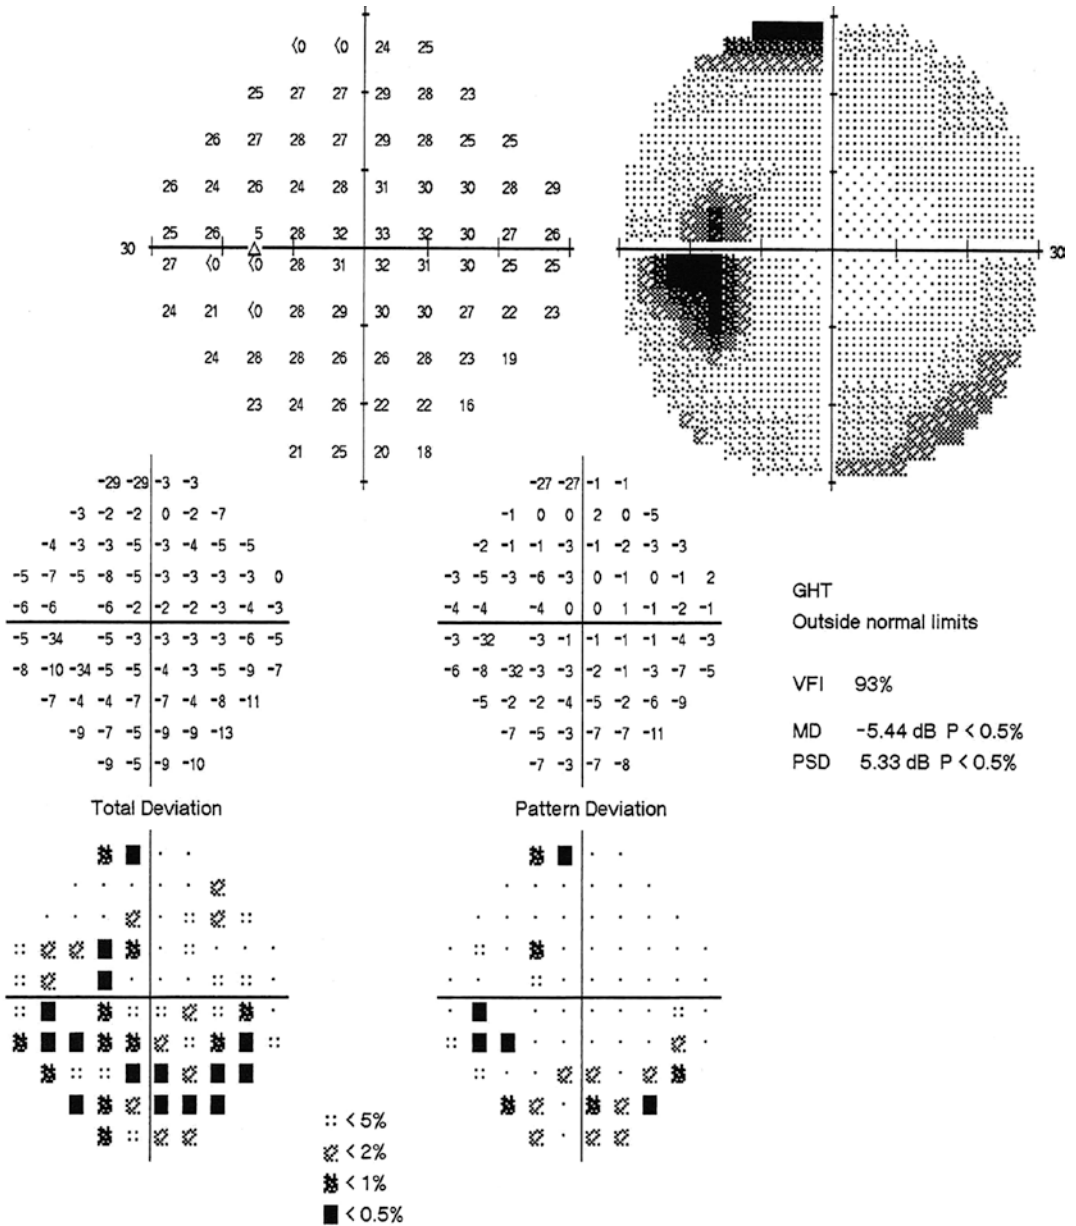 <0 <0 24 25
25 27 27 29 28 23
26 27 28 27 29 28 25 25
26 24 26 24 28 31 30 30 28 29
25 26 5 28 32 33 32 30 27 26
30
30
27 <0 <0 28 31 32 31 30 25 25
24 21 <0 28 29 30 30 27 22 23
24 28 28 26 26 28 23 19
23 24 26 22 22 16
21 25 20 18
-29 -29 -3 -3
-3 -2 -2 0 -2 -7
-4 -3 -3 -5 -3 -4 -5 -5
-5 -7 -5 -8 -5 -3 -3 -3 -3 0
-6 -6 -6 -2 -2 -2 -3 -4 -3
-5 -34 -5 -3 -3 -3 -3 -6 -5
-8 -10 -34 -5 -5 -4 -3 -5 -9 -7
-7 -4 -4 -7 -7 -4 -8 -11
-9 -7 -5 -9 -9 -13
-9 -5 -9 -10
Total Deviation
-27 -27 -1 -1
-1 0 0 2 0 -5
-2 -1 -1 -3 -1 -2 -3 -3
-3 -5 -3 -6 -3 0 -1 0 -1 2
-4 -4 -4 0 0 1 -1 -2 -1
-3 -32 -3 -1 -1 -1 -1 -4 -3
-6 -8 -32 -3 -3 -2 -1 -3 -7 -5
-5 -2 -2 -4 -5 -2 -6 -9
-7 -5 -3 -7 -7 -11
-7 -3 -7 -8
Pattern Deviation
GHT
Outside normal limits
VFI 93%
MD -5.44 dB P < 0.5%
PSD 5.33 dB P < 0.5%
< 5%
< 2%
< 1%
< 0.5%